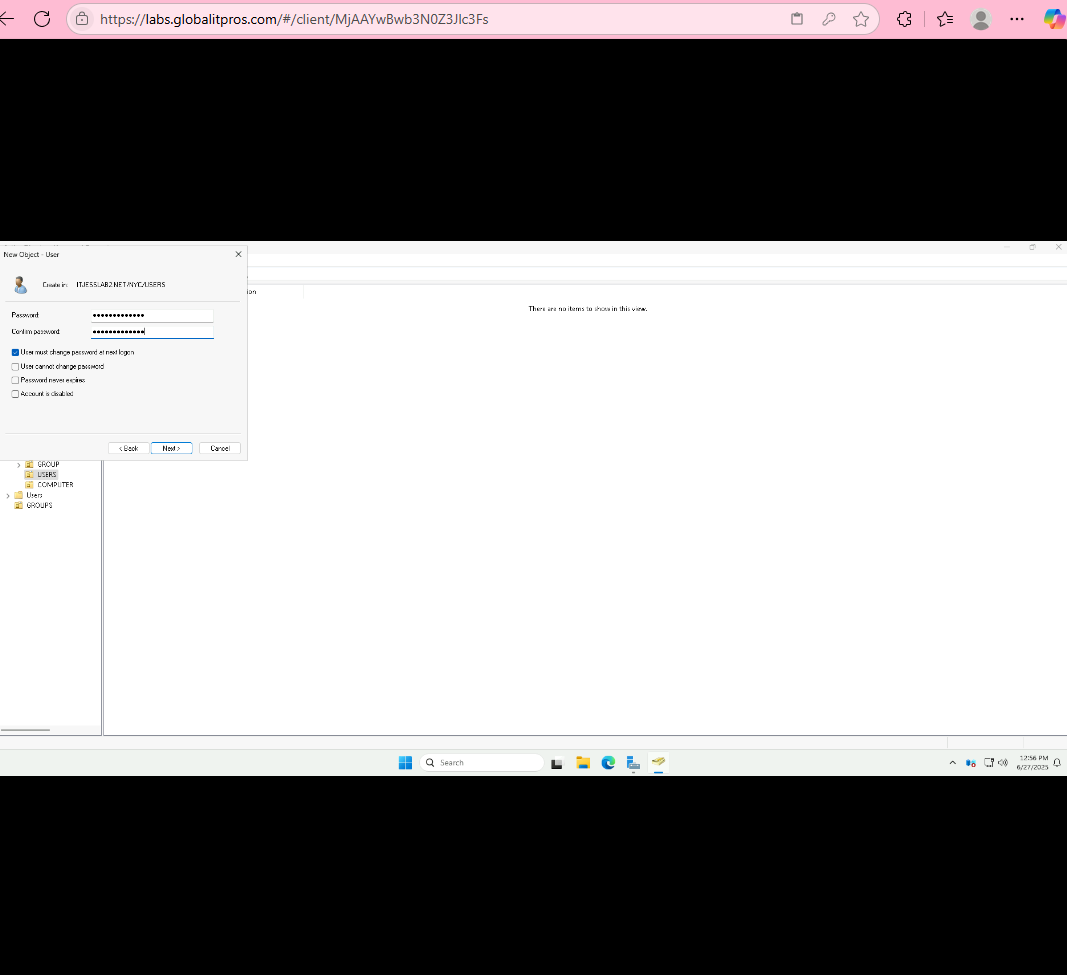 https://labs.globalitpros.com/#/client/MjAAYwBwb3N0Z3JIc3Fs
New Object - User
Create in: ITJESSLAB2.NET/NYC/USERS
ion
There are no items to show in this view.
Password:
Confirm password:
User must change password at next logon
User cannot change password
Password never expires
Account is disabled
< Back
Next >
Cancel
GROUP
USERS
COMPUTER
Users
GROUPS
Search
12:56 PM
6/27/2025